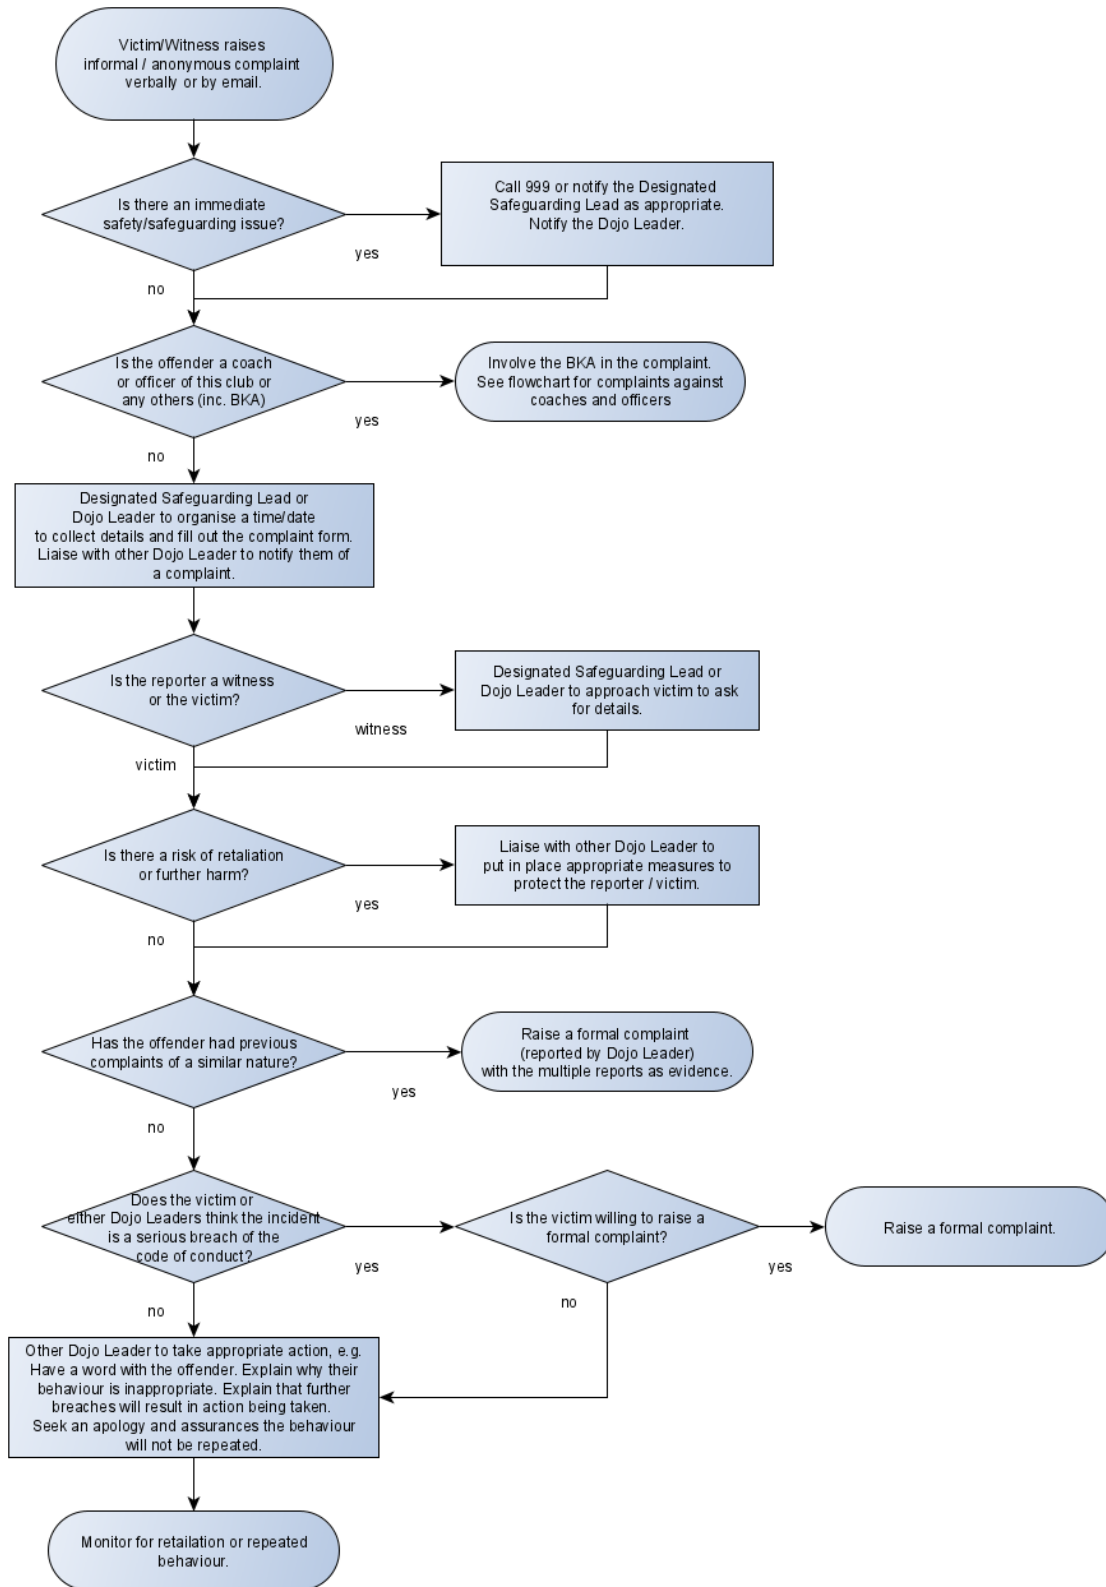 Victim/Witness raises
informal / anonymous complaint
verbally or by email.
Is there an immediate
safety/safeguarding issue?
yes
Call 999 or notify the Designated
Safeguarding Lead as appropriate.
Notify the Dojo Leader.
no
Is the offender a coach
or officer of this club or
any others (inc. BKA)
yes
Involve the BKA in the complaint.
See flowchart for complaints against
coaches and officers
no
Designated Safeguarding Lead or
Dojo Leader to organise a time/date
to collect details and fill out the complaint form.
Liaise with other Dojo Leader to notify them of
a complaint.
Is the reporter a witness
or the victim?
witness
Designated Safeguarding Lead or
Dojo Leader to approach victim to ask
for details.
victim
Is there a risk of retaliation
or further harm?
yes
Liaise with other Dojo Leader to
put in place appropriate measures to
protect the reporter / victim.
no
Has the offender had previous
complaints of a similar nature?
yes
Raise a formal complaint
(reported by Dojo Leader)
with the multiple reports as evidence.
no
Does the victim or
either Dojo Leaders think the incident
is a serious breach of the
code of conduct?
yes
Is the victim willing to raise a
formal complaint?
yes
Raise a formal complaint.
no
no
Other Dojo Leader to take appropriate action, e.g.
Have a word with the offender. Explain why their
behaviour is inappropriate. Explain that further
breaches will result in action being taken.
Seek an apology and assurances the behaviour
will not be repeated.
Monitor for retailation or repeated
behaviour.